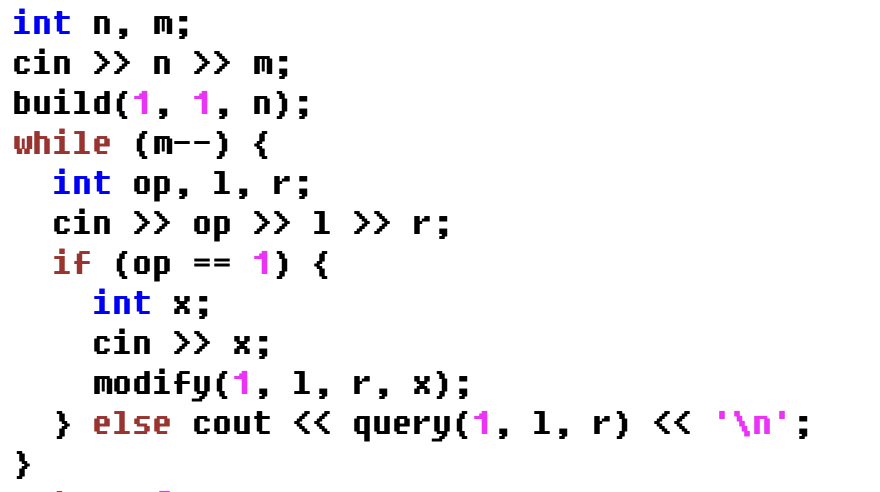 int n, m;
cin >> n >> m;
build(1, 1, n);
while (m--) {
  int op, l, r;
  cin >> op >> l >> r;
  if (op == 1) {
    int x;
    cin >> x;
    modify(1, l, r, x);
  } else cout << query(1, l, r) << '\n';
}